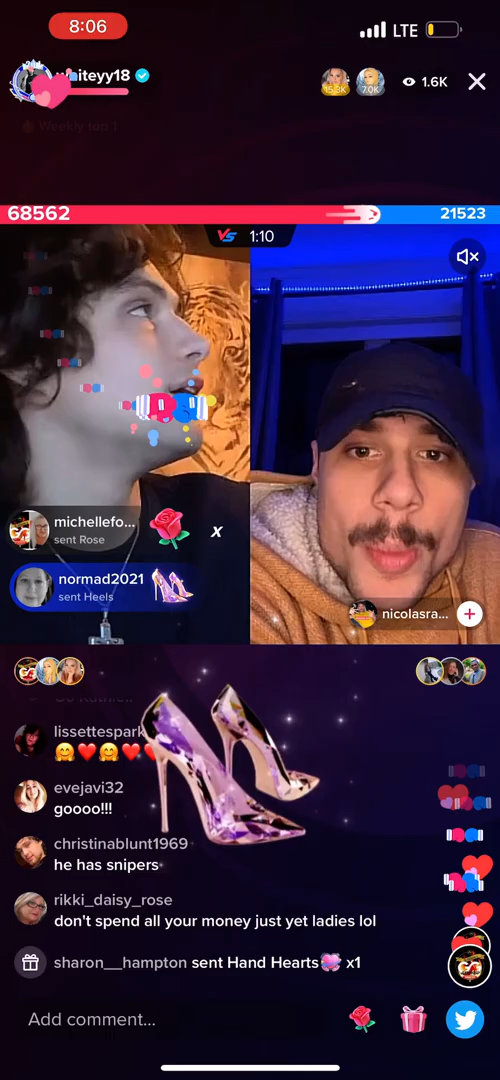 8:06
LTE
uiteyy18
15.3K
7.0K
1.6K
Weekly top 1
68562
21523
VS 1:10
michellefo...
sent Rose
x
normad2021
sent Heels
nicolasra...
lissettespark
evejavi32
goooo!!!
christinablunt1969
he has snipers
rikki_daisy_rose
don't spend all your money just yet ladies lol
sharon__hampton sent Hand Hearts x1
Add comment...